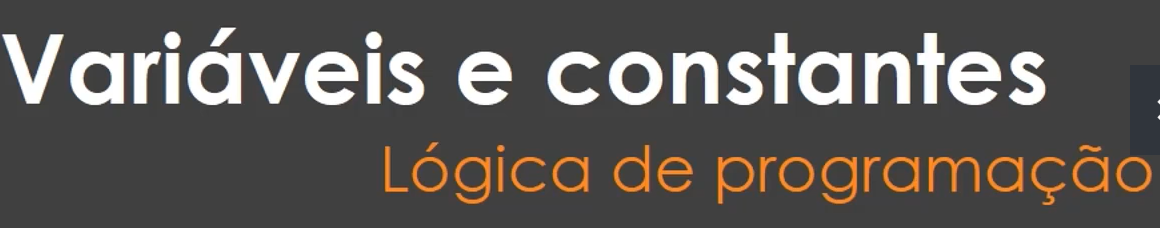 Variáveis e constantes
Lógica de programação